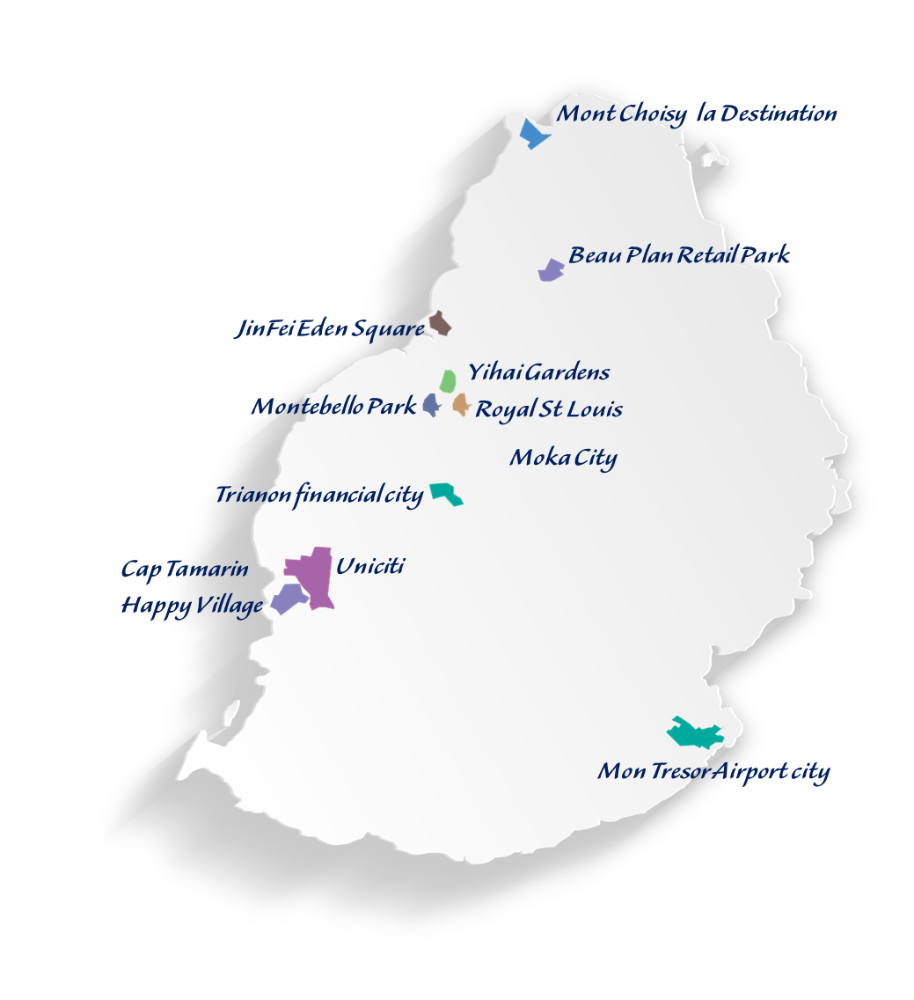 Mont Choisy la Destination
Beau Plan Retail Park
JinFei Eden Square
Yihai Gardens
Montebello Park
Royal St Louis
Moka City
Trianon financial city
Cap Tamarin
Uniciti
Happy Village
Mon Tresor Airport city